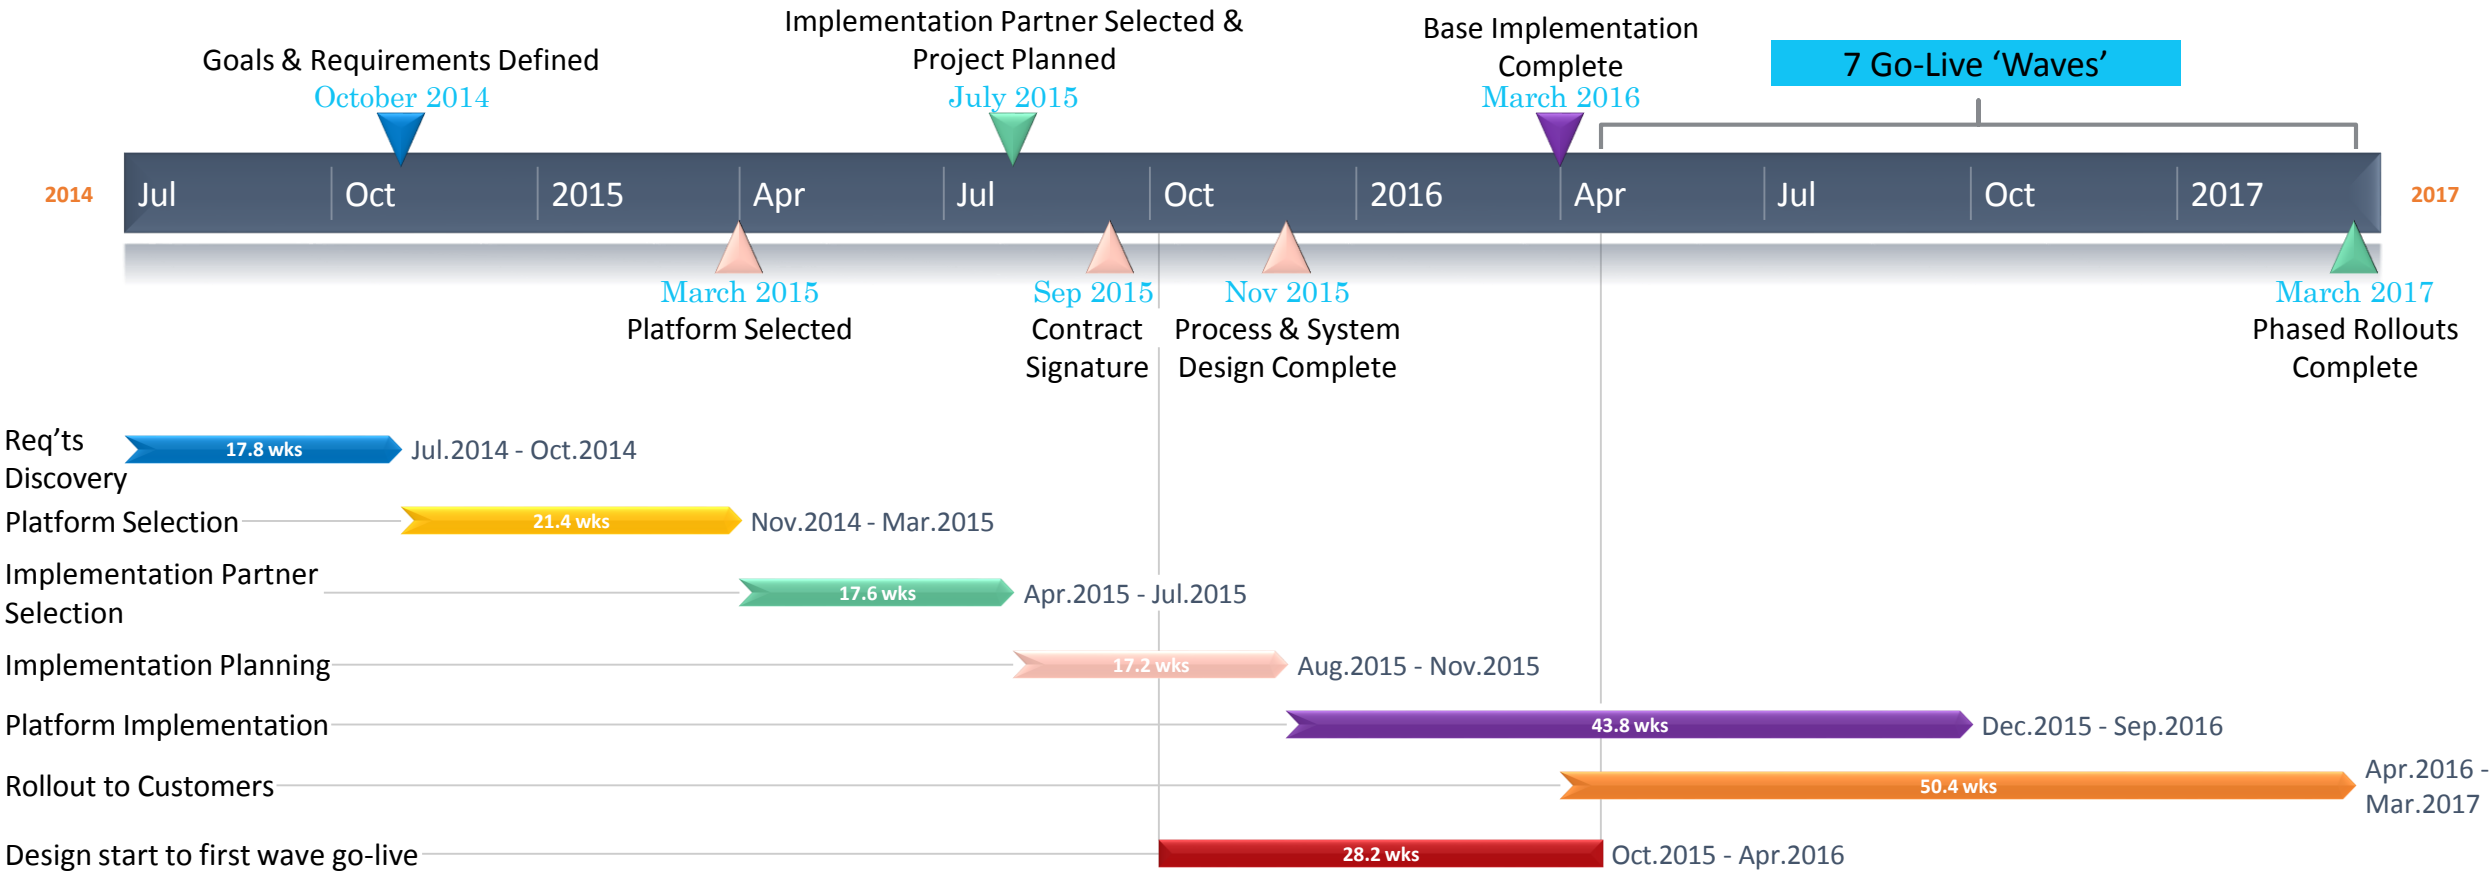 Implementation Partner Selected &
Project Planned
July 2015
Base Implementation
Complete
March 2016
Goals & Requirements Defined
October 2014
7 Go-Live ‘Waves’
2014
Jul
Oct
2015
Apr
Jul
Oct
2016
Apr
Jul
Oct
2017
2017
March 2015
Platform Selected
Sep 2015
Contract
Signature
Nov 2015
Process & System
Design Complete
March 2017
Phased Rollouts
Complete
Req’ts
Discovery
17.8 wks
Jul.2014 - Oct.2014
Platform Selection
21.4 wks
Nov.2014 - Mar.2015
Implementation Partner
Selection
17.6 wks
Apr.2015 - Jul.2015
Implementation Planning
17.2 wks
Aug.2015 - Nov.2015
Platform Implementation
43.8 wks
Dec.2015 - Sep.2016
Rollout to Customers
50.4 wks
Apr.2016 -
Mar.2017
Design start to first wave go-live
28.2 wks
Oct.2015 - Apr.2016